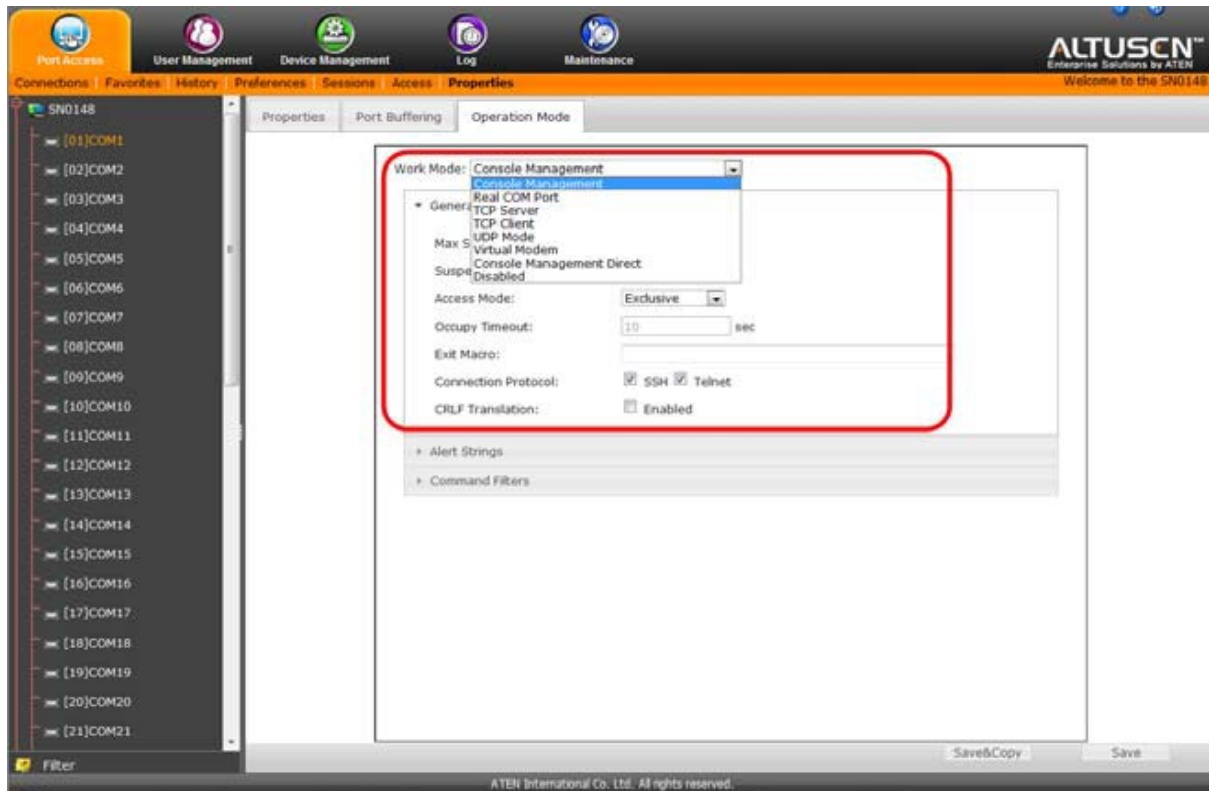 Port Access
User Management
Device Management
Log
Maintenance
ALTUSEN™
Enterprise Solutions by ATEN
Connections Favorites History Preferences Sessions Access Properties
Welcome to the SN0148
SN0148
[01]COM1
[02]COM2
[03]COM3
[04]COM4
[05]COM5
[06]COM6
[07]COM7
[08]COM8
[09]COM9
[10]COM10
[11]COM11
[12]COM12
[13]COM13
[14]COM14
[15]COM15
[16]COM16
[17]COM17
[18]COM18
[19]COM19
[20]COM20
[21]COM21
Filter
Properties
Port Buffering
Operation Mode
Work Mode: Console Management
Console Management
Real COM Port
TCP Server
TCP Client
UDP Mode
Virtual Modem
Console Management Direct
Disabled
Genera
Max S
Suspe
Access Mode: Exclusive
Occupy Timeout: 10 sec
Exit Macro:
Connection Protocol: SSH Telnet
CRLF Translation: Enabled
Alert Strings
Command Filters
Save&Copy
Save
ATEN International Co. Ltd. All rights reserved.